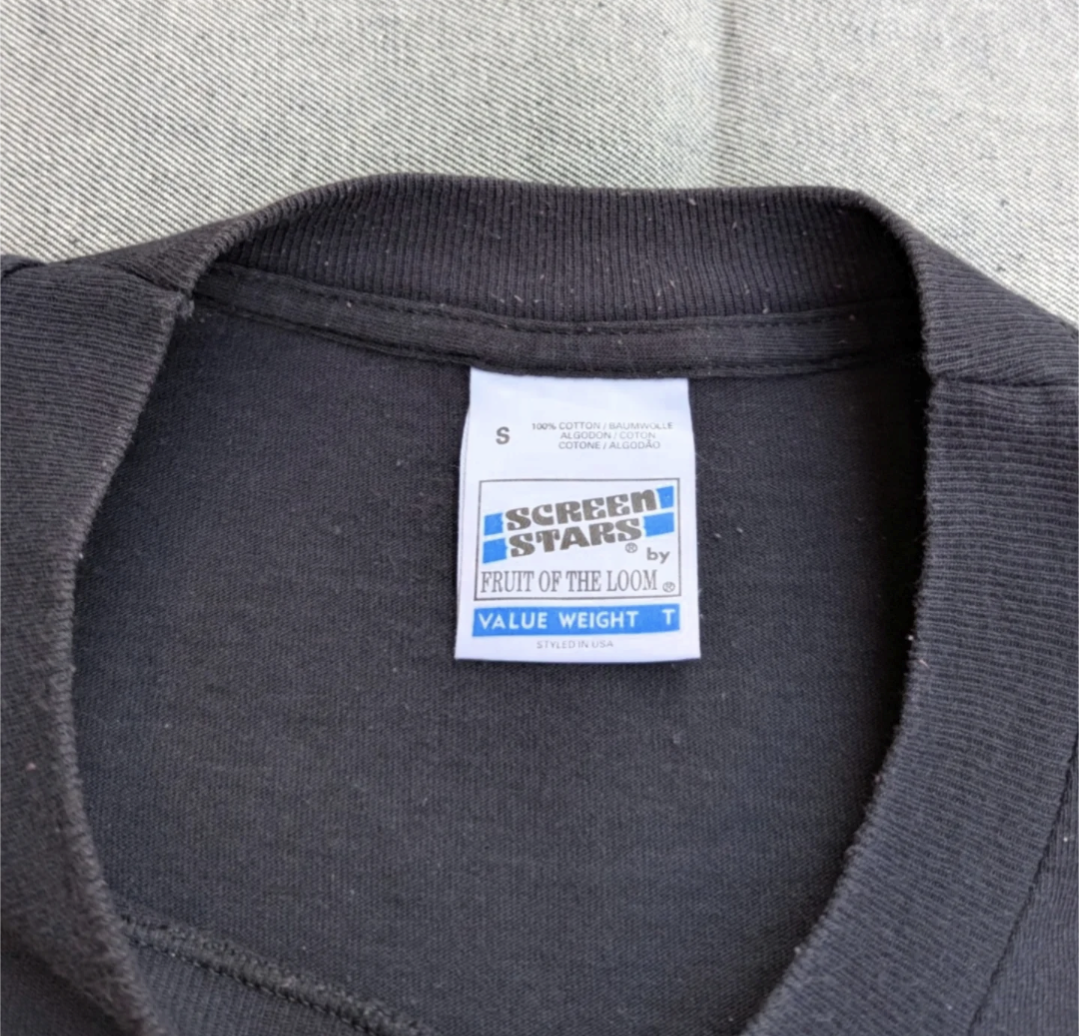 S
100% COTTON / BAUMWOLLE
ALGODON / COTON
COTONE / ALGODÃO
SCREEN
STARS®
by
FRUIT OF THE LOOM®
VALUE WEIGHT T
STYLED IN USA